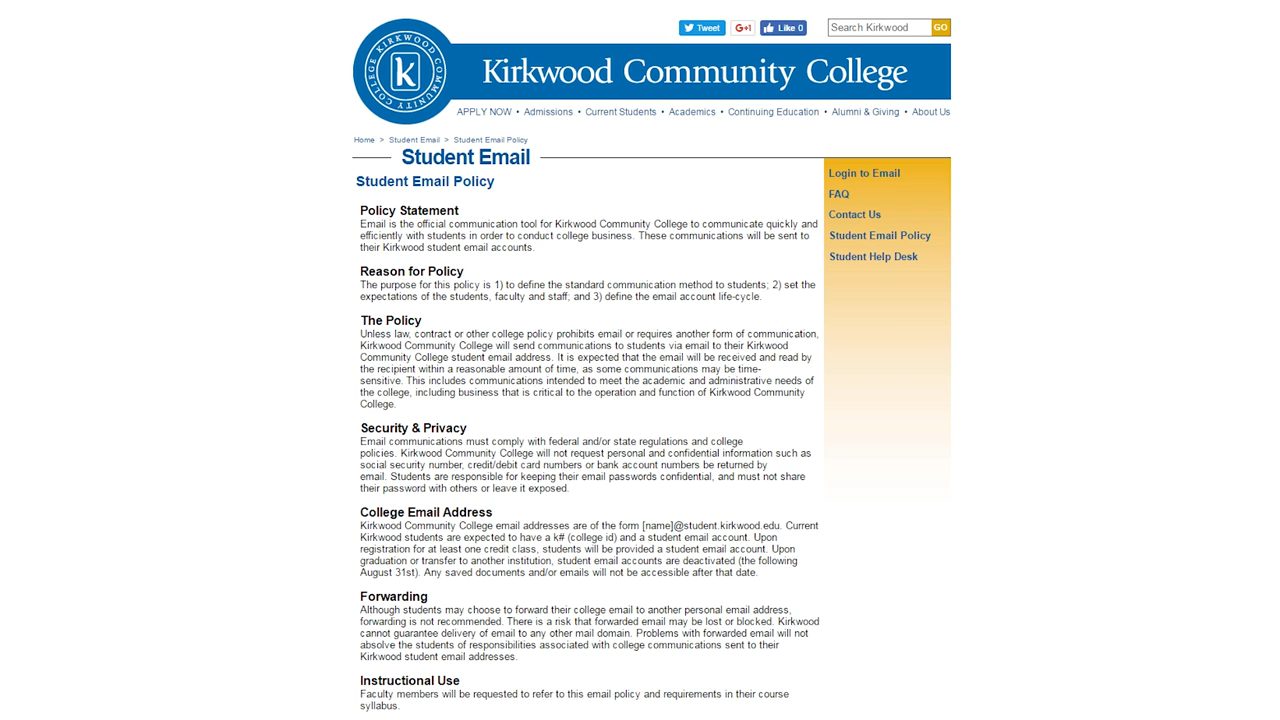 Tweet
G+1
Like 0
Search Kirkwood
GO
KIRKWOOD COMMUNITY COLLEGE
k
Kirkwood Community College
APPLY NOW • Admissions • Current Students • Academics • Continuing Education • Alumni & Giving • About Us
Home > Student Email > Student Email Policy
Student Email
Student Email Policy
Policy Statement
Email is the official communication tool for Kirkwood Community College to communicate quickly and
efficiently with students in order to conduct college business. These communications will be sent to
their Kirkwood student email accounts.
Reason for Policy
The purpose for this policy is 1) to define the standard communication method to students; 2) set the
expectations of the students, faculty and staff; and 3) define the email account life-cycle.
The Policy
Unless law, contract or other college policy prohibits email or requires another form of communication,
Kirkwood Community College will send communications to students via email to their Kirkwood
Community College student email address. It is expected that the email will be received and read by
the recipient within a reasonable amount of time, as some communications may be time-
sensitive. This includes communications intended to meet the academic and administrative needs of
the college, including business that is critical to the operation and function of Kirkwood Community
College.
Security & Privacy
Email communications must comply with federal and/or state regulations and college
policies. Kirkwood Community College will not request personal and confidential information such as
social security number, credit/debit card numbers or bank account numbers be returned by
email. Students are responsible for keeping their email passwords confidential, and must not share
their password with others or leave it exposed.
College Email Address
Kirkwood Community College email addresses are of the form [name]@student.kirkwood.edu. Current
Kirkwood students are expected to have a k# (college id) and a student email account. Upon
registration for at least one credit class, students will be provided a student email account. Upon
graduation or transfer to another institution, student email accounts are deactivated (the following
August 31st). Any saved documents and/or emails will not be accessible after that date.
Forwarding
Although students may choose to forward their college email to another personal email address,
forwarding is not recommended. There is a risk that forwarded email may be lost or blocked. Kirkwood
cannot guarantee delivery of email to any other mail domain. Problems with forwarded email will not
absolve the students of responsibilities associated with college communications sent to their
Kirkwood student email addresses.
Instructional Use
Faculty members will be requested to refer to this email policy and requirements in their course
syllabus.
Login to Email
FAQ
Contact Us
Student Email Policy
Student Help Desk